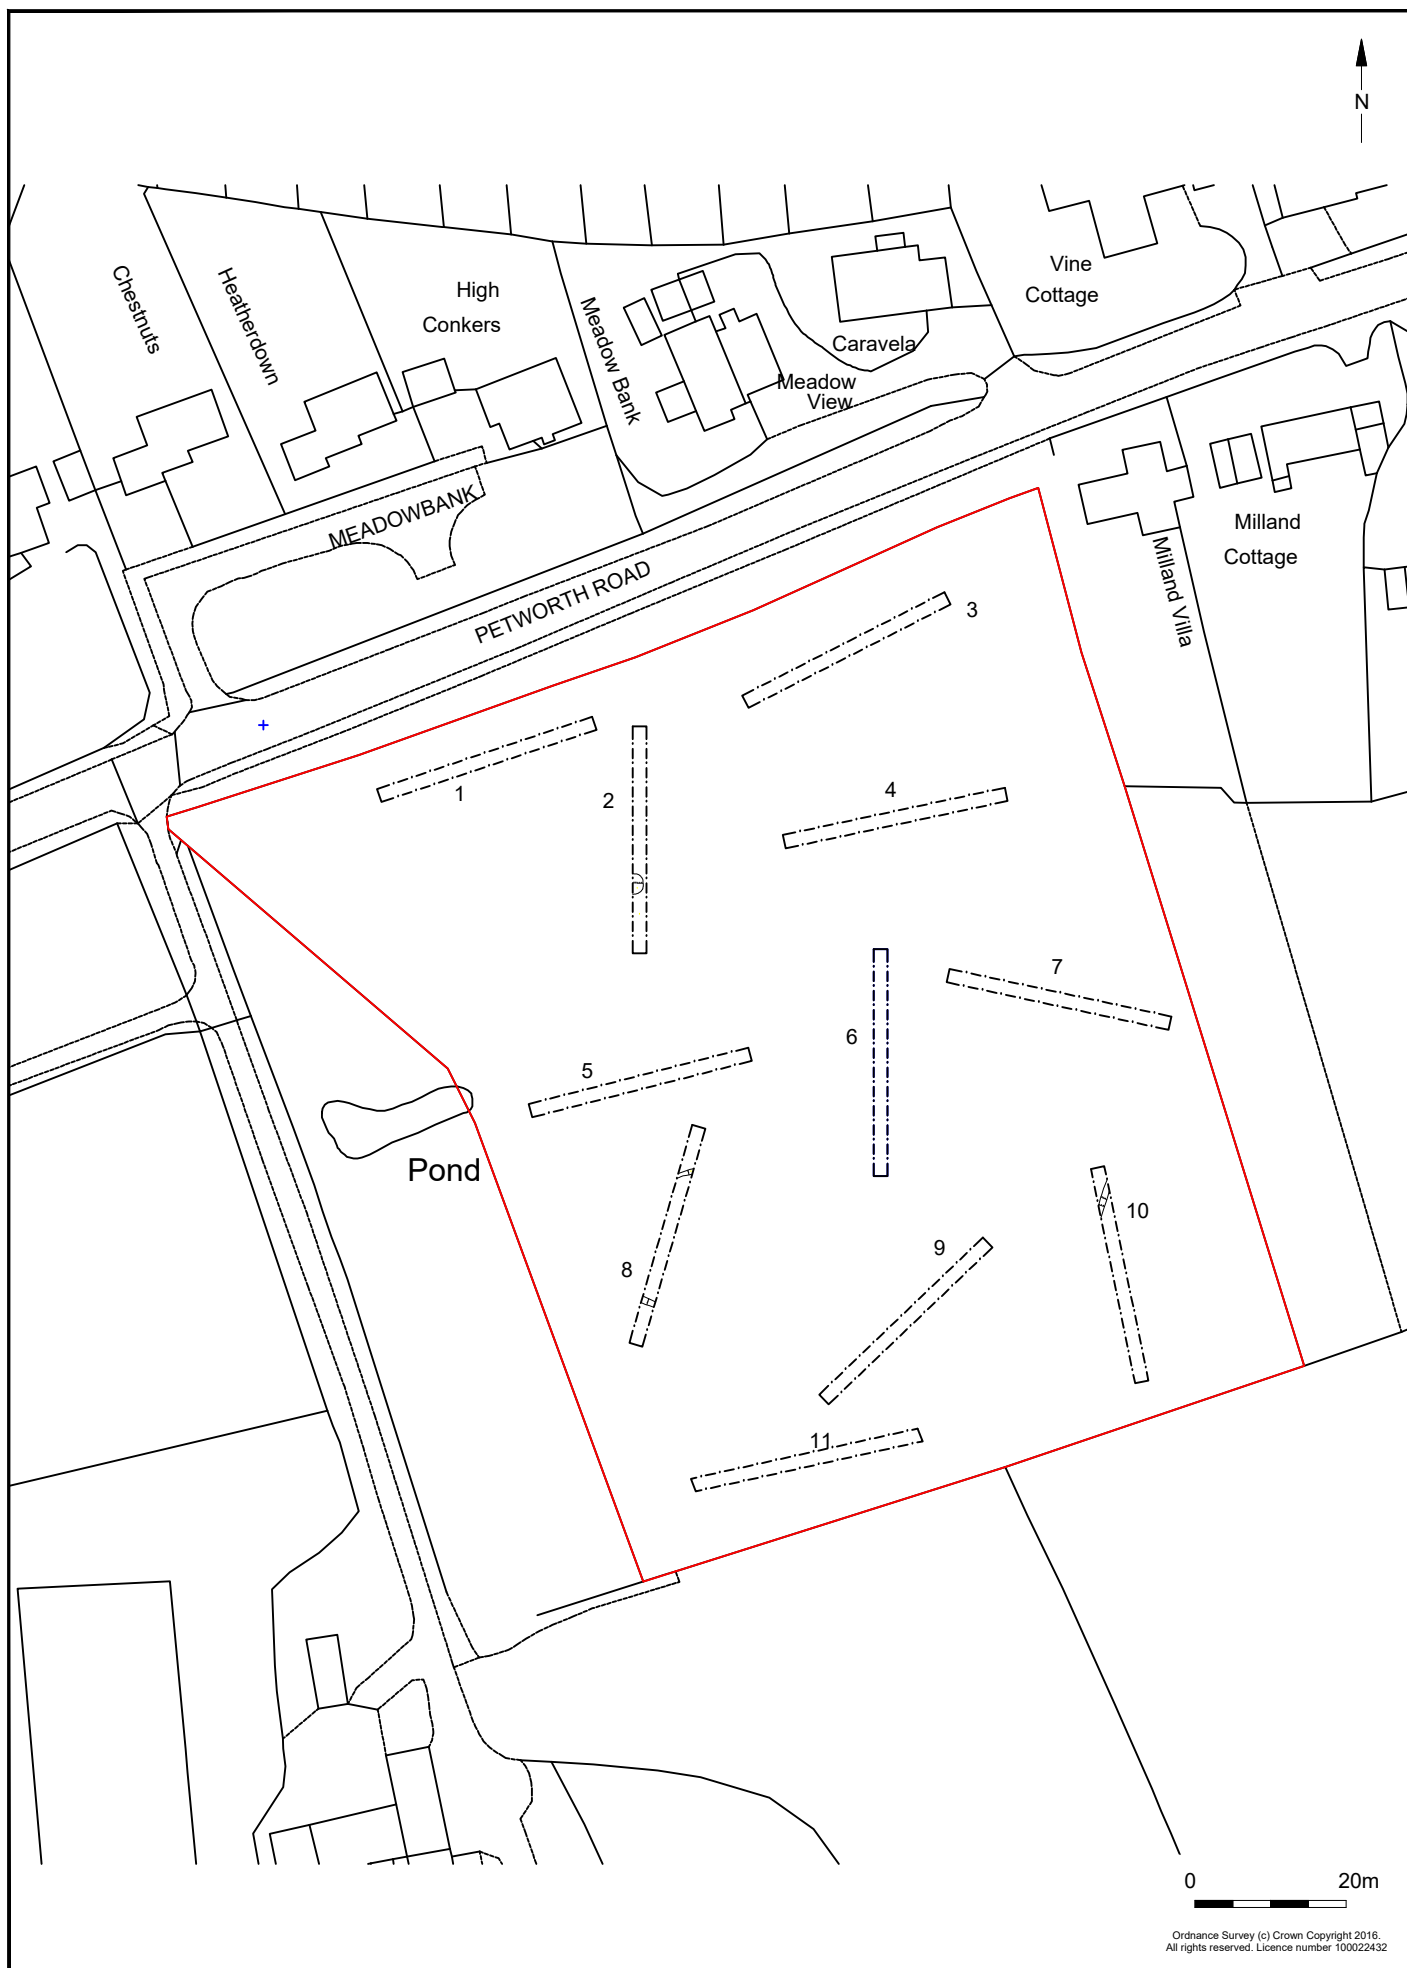 N
Chestnuts
Heatherdown
High
Conkers
Meadow Bank
Vine
Cottage
Caravela
Meadow
View
MEADOWBANK
PETWORTH ROAD
Milland
Cottage
Milland Villa
3
1
2
4
7
6
5
10
9
8
Pond
11
0 20m
Ordnance Survey (c) Crown Copyright 2016.
All rights reserved. Licence number 100022432